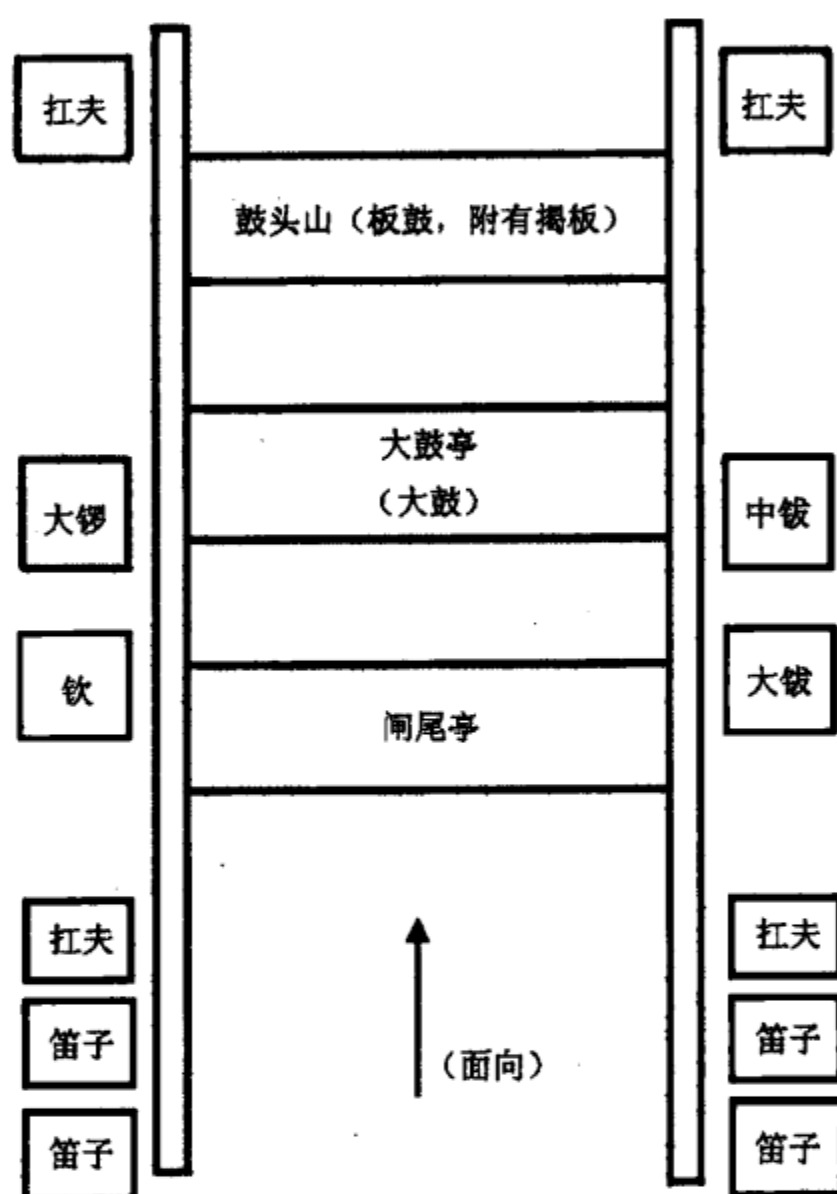 扛夫
扛夫
鼓头山（板鼓，附有揭板）
大鼓亭
（大鼓）
大锣
中钹
钦
大钹
闸尾亭
扛夫
扛夫
笛子
笛子
（面向）
笛子
笛子